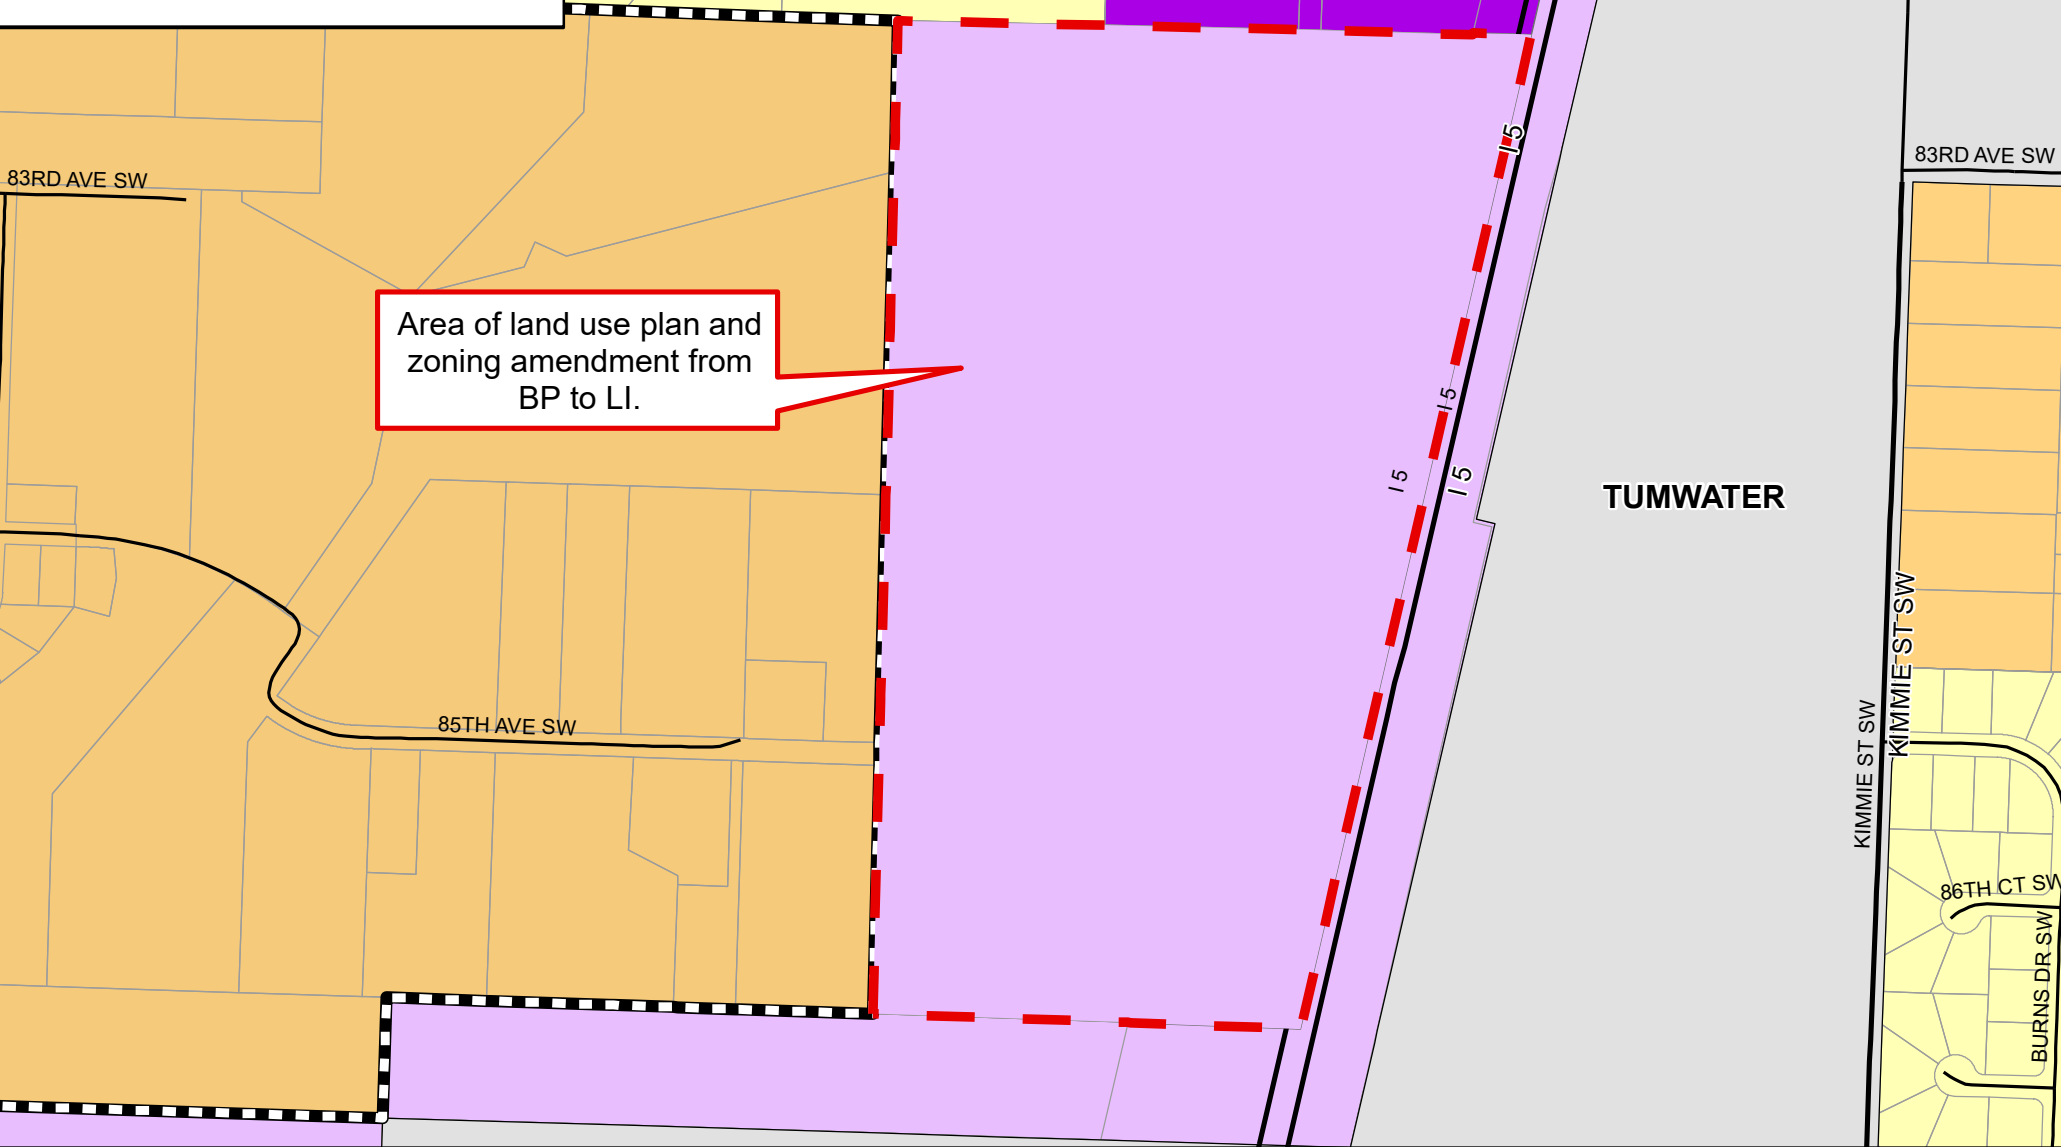 I 5
83RD AVE SW
83RD AVE SW
Area of land use plan and
zoning amendment from
BP to LI.
I 5
I 5
I 5
TUMWATER
KIMMIE ST SW
KIMMIE ST SW
85TH AVE SW
86TH CT SW
BURNS DR SW